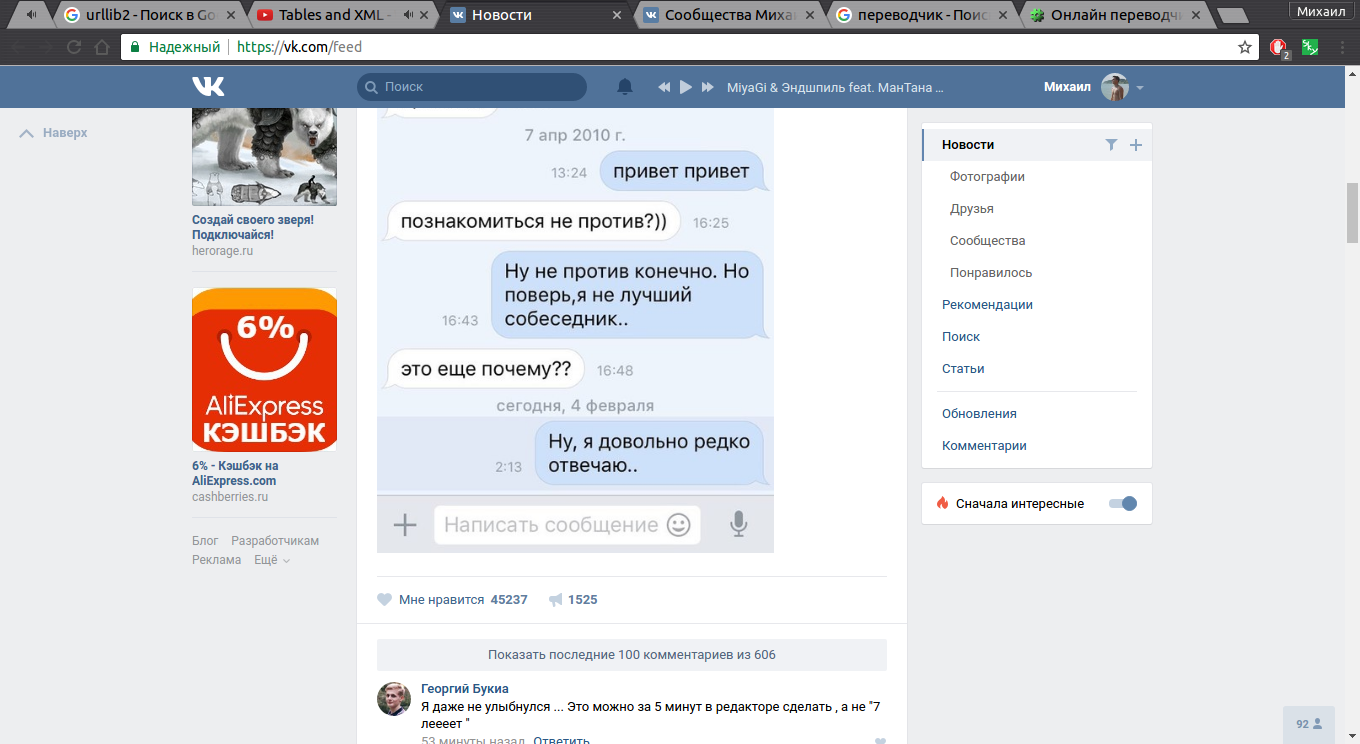 urllib2 - Поиск в Go
Tables and XML -
Новости
Сообщества Миха
переводчик - Поис
Онлайн переводчи
Михаил
Надежный
https://vk.com/feed
2
Поиск
MiyaGi & Эндшпиль feat. МанТана ...
Михаил
Наверх
Создай своего зверя!
Подключайся!
herorage.ru
6%
AliExpress
КЭШБЭК
6% - Кэшбэк на
AliExpress.com
cashberries.ru
Блог Разработчикам
Реклама Ещё
7 апр 2010 г.
13:24 привет привет
познакомиться не против?)) 16:25
Ну не против конечно. Но
поверь,я не лучший
16:43 собеседник..
это еще почему?? 16:48
сегодня, 4 февраля
Ну, я довольно редко
2:13 отвечаю..
Написать сообщение
Мне нравится 45237 1525
Показать последние 100 комментариев из 606
Георгий Букиа
Я даже не улыбнулся ... Это можно за 5 минут в редакторе сделать , а не "7
леееет "
53 минуты назад Ответить
Новости
Фотографии
Друзья
Сообщества
Понравилось
Рекомендации
Поиск
Статьи
Обновления
Комментарии
Сначала интересные
92